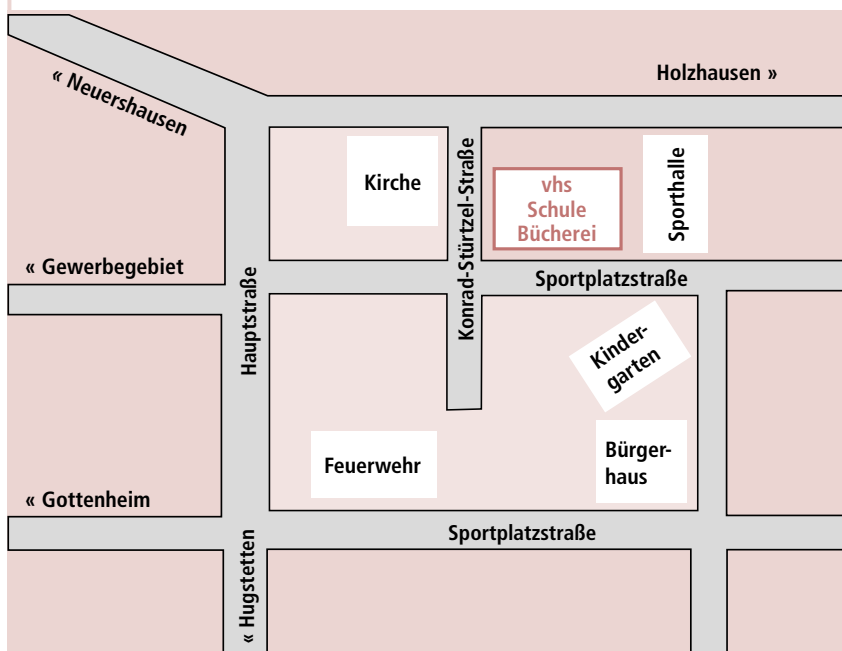 Holzhausen »
« Neuershausen
Kirche
Konrad-Stürtzel-Straße
vhs
Schule
Bücherei
Sporthalle
« Gewerbegebiet
Hauptstraße
Sportplatzstraße
Kinder-
garten
Feuerwehr
Bürger-
haus
« Gottenheim
« Hugstetten
Sportplatzstraße